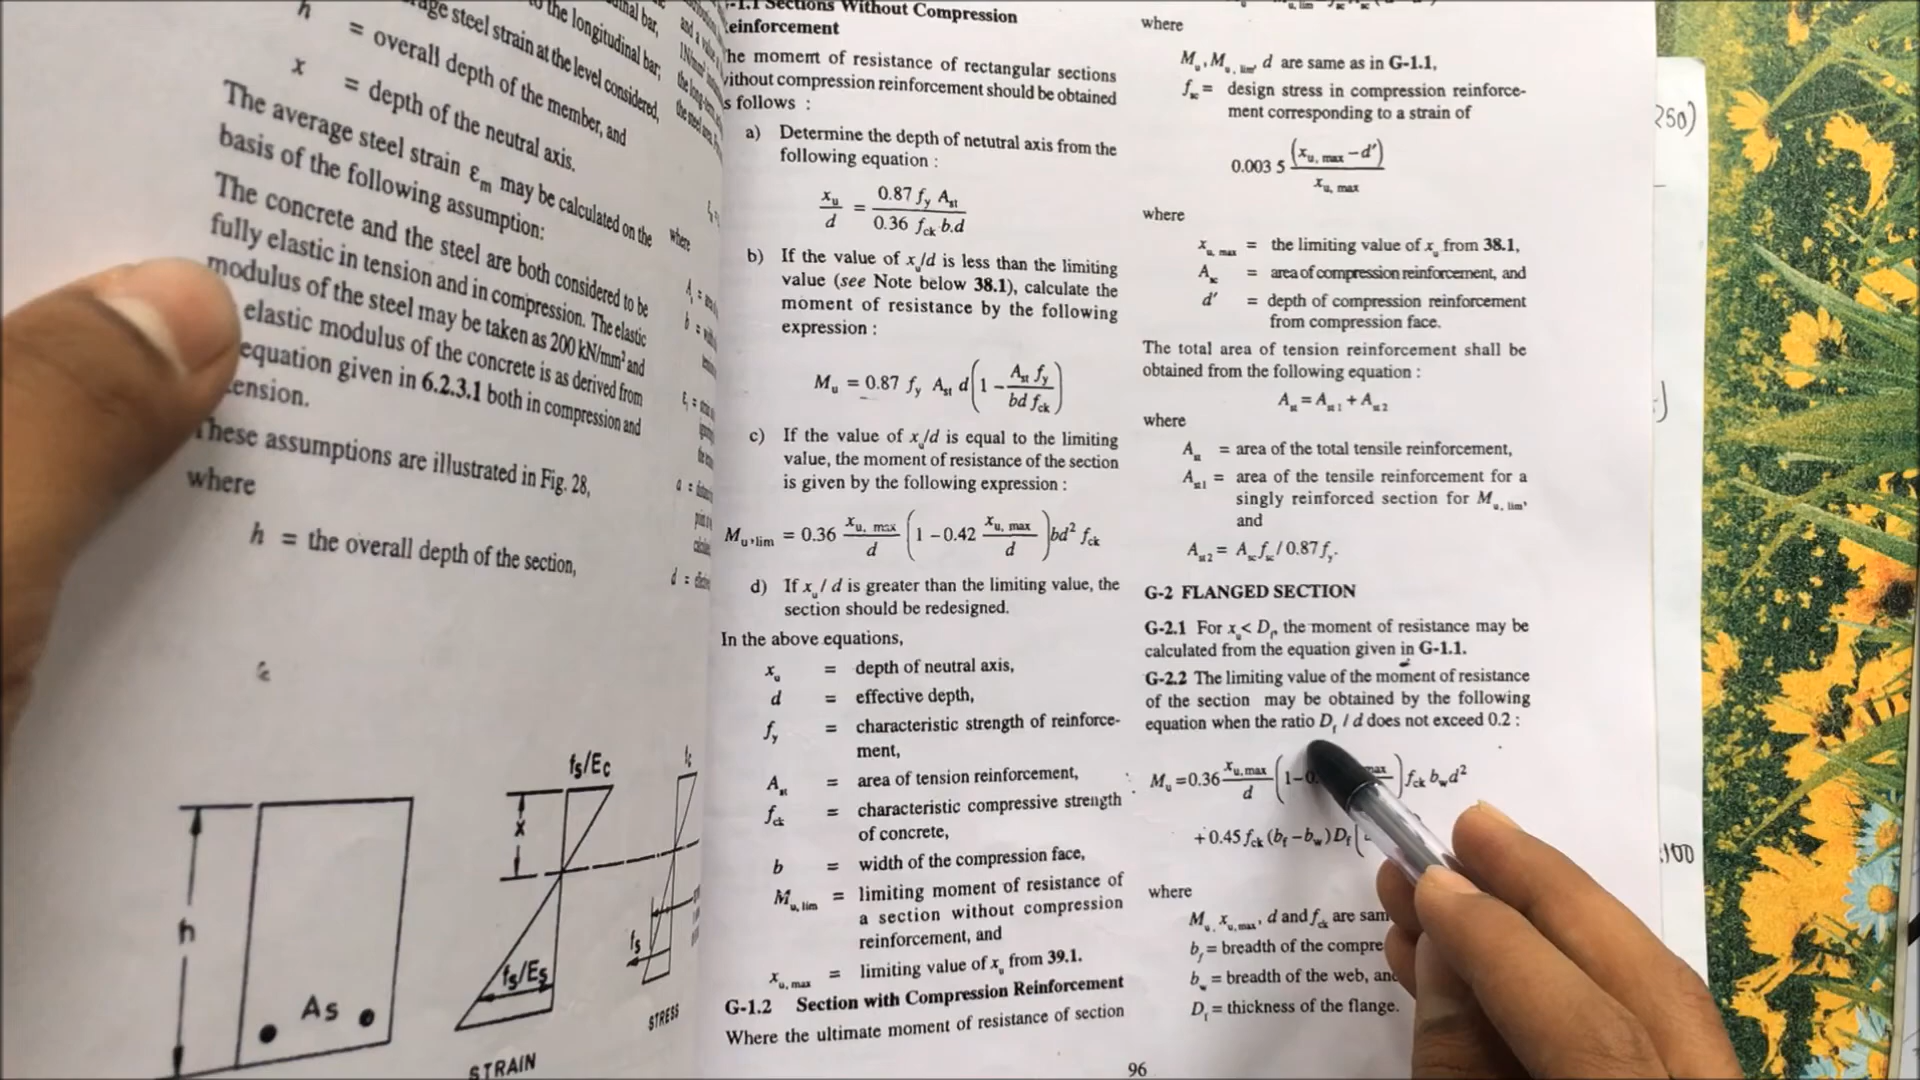 h = overall depth of the member, and
x = depth of the neutral axis.
The average steel strain εm may be calculated on the
basis of the following assumption:
The concrete and the steel are both considered to be
fully elastic in tension and in compression. The elastic
modulus of the steel may be taken as 200 kN/mm² and
elastic modulus of the concrete is as derived from
equation given in 6.2.3.1 both in compression and
tension.
These assumptions are illustrated in Fig. 28,
where
h = the overall depth of the section,
h
As
x
fs/Ec
fs/Es
STRAIN
fs
STRESS
where
-1.1 Sections Without Compression
einforcement
he moment of resistance of rectangular sections
ithout compression reinforcement should be obtained
s follows :
a) Determine the depth of netutral axis from the
following equation :
xu/d = 0.87 fy Ast / 0.36 fck b.d
b) If the value of xu/d is less than the limiting
value (see Note below 38.1), calculate the
moment of resistance by the following
expression :
Mu = 0.87 fy Ast d(1 − Ast fy / bd fck)
c) If the value of xu/d is equal to the limiting
value, the moment of resistance of the section
is given by the following expression :
Mu,lim = 0.36 xu, max / d (1 − 0.42 xu, max / d) bd² fck
d) If xu / d is greater than the limiting value, the
section should be redesigned.
In the above equations,
xu = depth of neutral axis,
d = effective depth,
fy = characteristic strength of reinforce-
ment,
Ast = area of tension reinforcement,
fck = characteristic compressive strength
of concrete,
b = width of the compression face,
Mu, lim = limiting moment of resistance of
a section without compression
reinforcement, and
xu, max = limiting value of xu from 39.1.
G-1.2 Section with Compression Reinforcement
Where the ultimate moment of resistance of section
where
Mu, Mu, lim, d are same as in G-1.1,
fsc = design stress in compression reinforce-
ment corresponding to a strain of
0.003 5 (xu, max − d′) / xu, max
where
xu, max = the limiting value of xu from 38.1,
Asc = area of compression reinforcement, and
d′ = depth of compression reinforcement
from compression face.
The total area of tension reinforcement shall be
obtained from the following equation :
Ast = Ast1 + Ast2
where
Ast = area of the total tensile reinforcement,
Ast1 = area of the tensile reinforcement for a
singly reinforced section for Mu, lim,
and
Ast2 = Asc fsc / 0.87 fy.
G-2 FLANGED SECTION
G-2.1 For xu < Df, the moment of resistance may be
calculated from the equation given in G-1.1.
G-2.2 The limiting value of the moment of resistance
of the section may be obtained by the following
equation when the ratio Df / d does not exceed 0.2 :
Mu = 0.36 xu, max / d (1−0. max) fck bw d²
+ 0.45 fck (bf − bw) Df (
where
Mu, xu, max, d and fck are sam
bf = breadth of the compre
bw = breadth of the web, and
Df = thickness of the flange.
96
250)
100